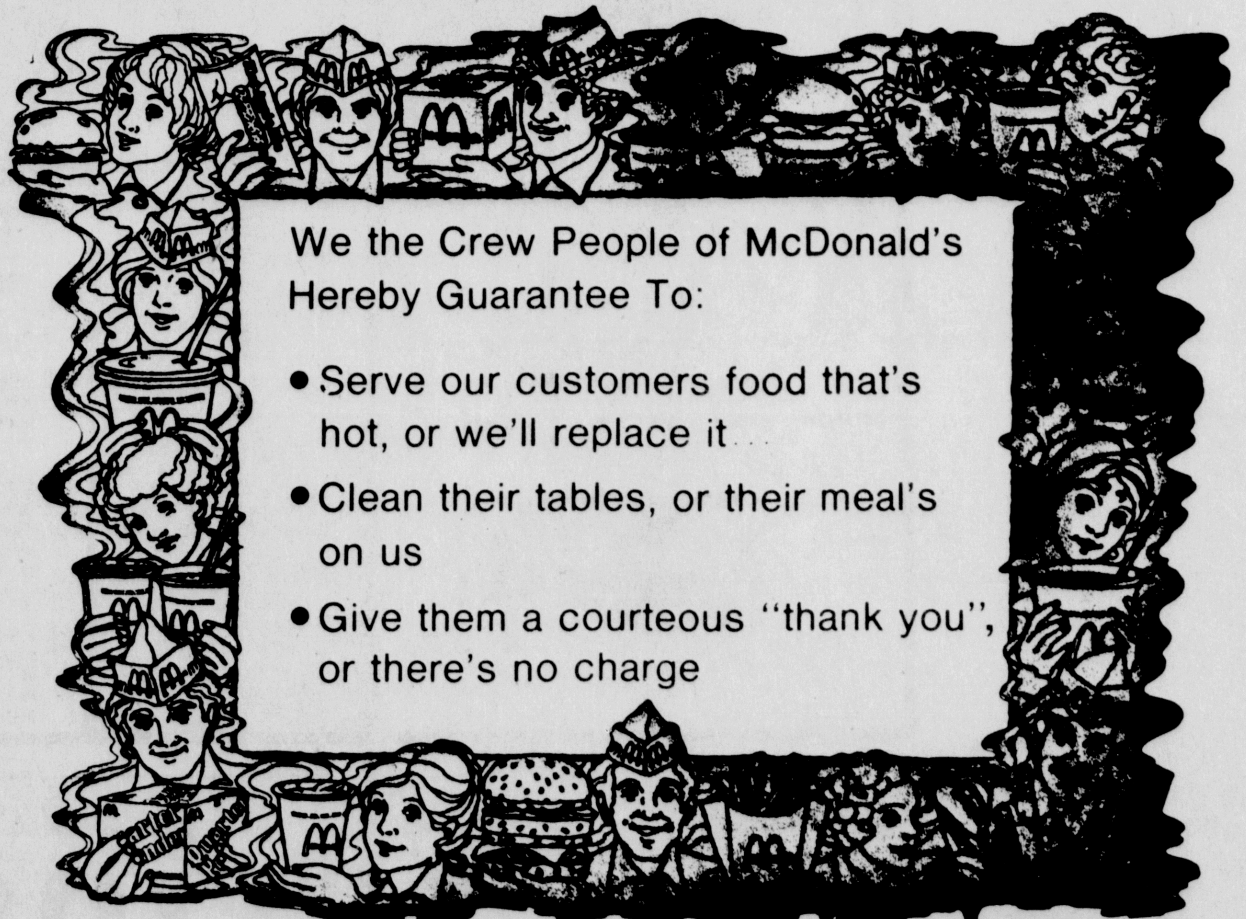 We the Crew People of McDonald's
Hereby Guarantee To:
• Serve our customers food that's
hot, or we'll replace it
• Clean their tables, or their meal's
on us
• Give them a courteous "thank you",
or there's no charge